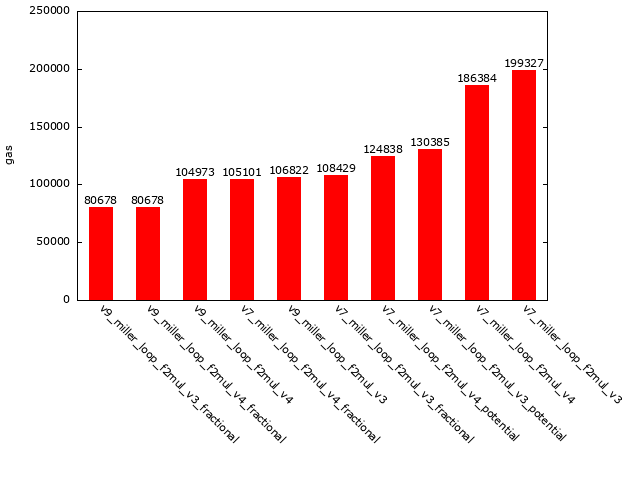 250000
200000
150000
100000
50000
0
gas
80678
80678
104973
105101
106822
108429
124838
130385
186384
199327
v9_miller_loop_f2mul_v3_fractional
v9_miller_loop_f2mul_v4_fractional
v9_miller_loop_f2mul_v4
v7_miller_loop_f2mul_v4_fractional
v9_miller_loop_f2mul_v3
v7_miller_loop_f2mul_v3_fractional
v7_miller_loop_f2mul_v4_potential
v7_miller_loop_f2mul_v3_potential
v7_miller_loop_f2mul_v4
v7_miller_loop_f2mul_v3